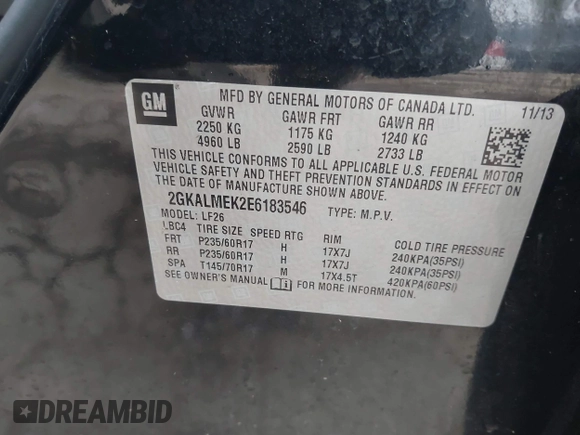 GM
MFD BY GENERAL MOTORS OF CANADA LTD. 11/13
GVWR GAWR FRT GAWR RR
2250 KG 1175 KG 1240 KG
4960 LB 2590 LB 2733 LB
THIS VEHICLE CONFORMS TO ALL APPLICABLE U.S. FEDERAL MOTOR
VEHICLE SAFETY AND THEFT PREVENTION STANDARDS IN EFFECT ON
THE DATE OF MANUFACTURE SHOWN ABOVE.
2GKALMEK2E6183546 TYPE: M.P.V.
MODEL: LF26
LBC4 TIRE SIZE SPEED RTG RIM COLD TIRE PRESSURE
FRT P235/60R17 H 17X7J 240KPA(35PSI)
RR P235/60R17 H 17X7J 240KPA(35PSI)
SPA T145/70R17 M 17X4.5T 420KPA(60PSI)
SEE OWNER'S MANUAL FOR MORE INFORMATION.
DREAMBID